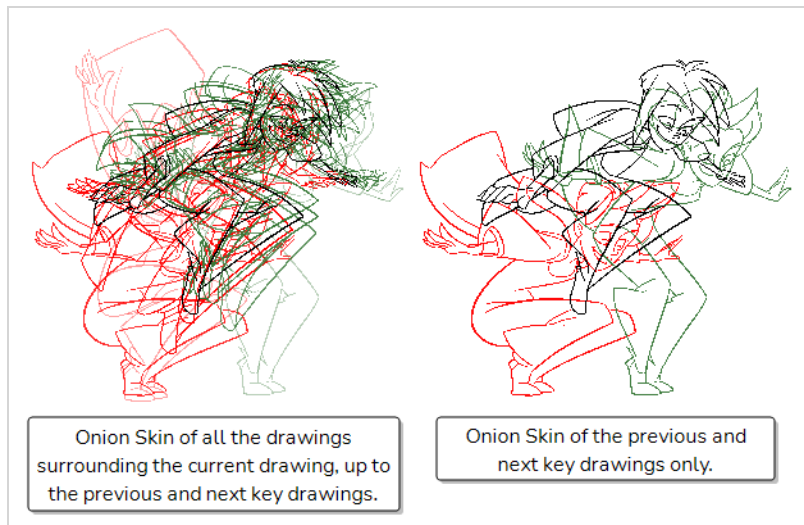 Onion Skin of all the drawings
surrounding the current drawing, up to
the previous and next key drawings.
Onion Skin of the previous and
next key drawings only.